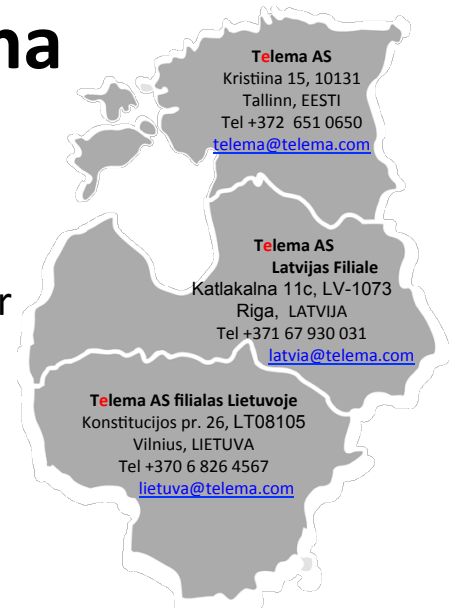 ma
Telema AS
Kristiina 15, 10131
Tallinn, EESTI
Tel +372 651 0650
telema@telema.com
Telema AS
Latvijas Filiale
r
Katlakalna 11c, LV-1073
Riga, LATVIJA
Tel +371 67 930 031
latvia@telema.com
Telema AS filialas Lietuvoje
Konstitucijos pr. 26, LT08105
Vilnius, LIETUVA
Tel +370 6 826 4567
lietuva@telema.com